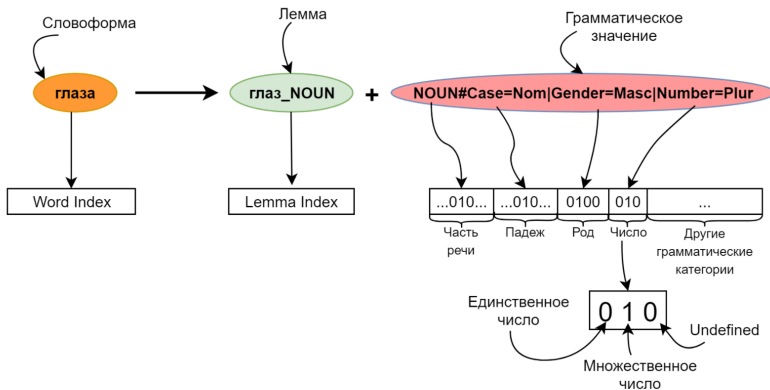 Словоформа
Лемма
Грамматическое
значение
глаза
глаз_NOUN
+
NOUN#Case=Nom|Gender=Masc|Number=Plur
Word Index
Lemma Index
...010...
...010...
0100
010
...
Часть
речи
Падеж
Род
Число
Другие
грамматические
категории
Единственное
число
0 1 0
Undefined
Множественное
число